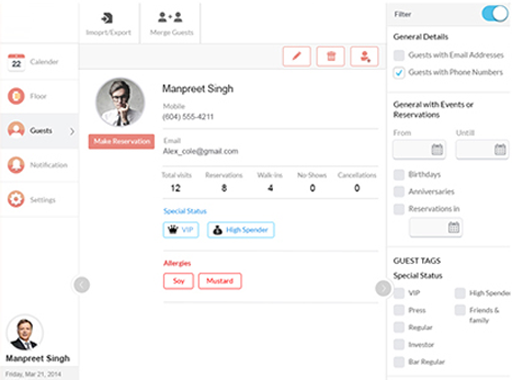 Imoprt/Export
Merge Guests
Filter
22
Calender
Floor
Guests
Notification
Settings
Manpreet Singh
Friday, Mar 21, 2014
Make Reservation
Manpreet Singh
Mobile
(604) 555-4211
Email
Alex_cole@gmail.com
Total visits Reservations Walk-ins No-Shows Cancellations
12 8 4 0 0
Special Status
VIP High Spender
Allergies
Soy Mustard
General Details
Guests with Email Addresses
Guests with Phone Numbers
General with Events or
Reservations
From Untill
Birthdays
Anniversaries
Reservations in
GUEST TAGS
Special Status
VIP High Spender
Press Friends &
family
Regular
Investor
Bar Regular